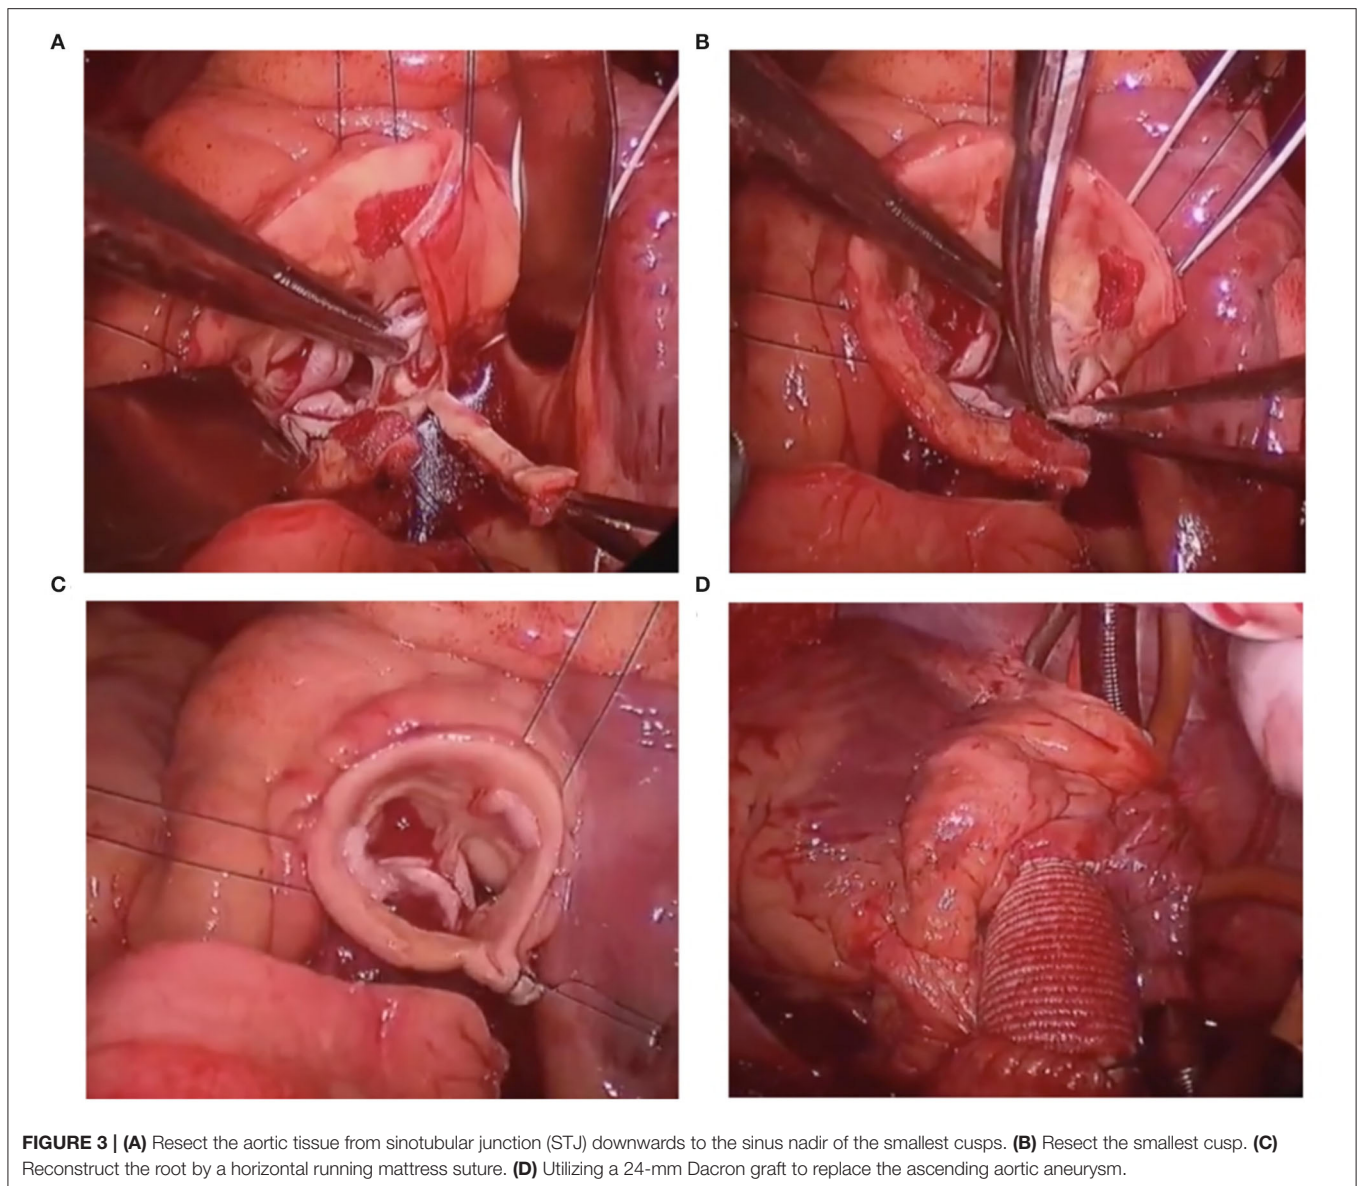 A
B
C
D
FIGURE 3 | (A) Resect the aortic tissue from sinotubular junction (STJ) downwards to the sinus nadir of the smallest cusps. (B) Resect the smallest cusp. (C)
Reconstruct the root by a horizontal running mattress suture. (D) Utilizing a 24-mm Dacron graft to replace the ascending aortic aneurysm.